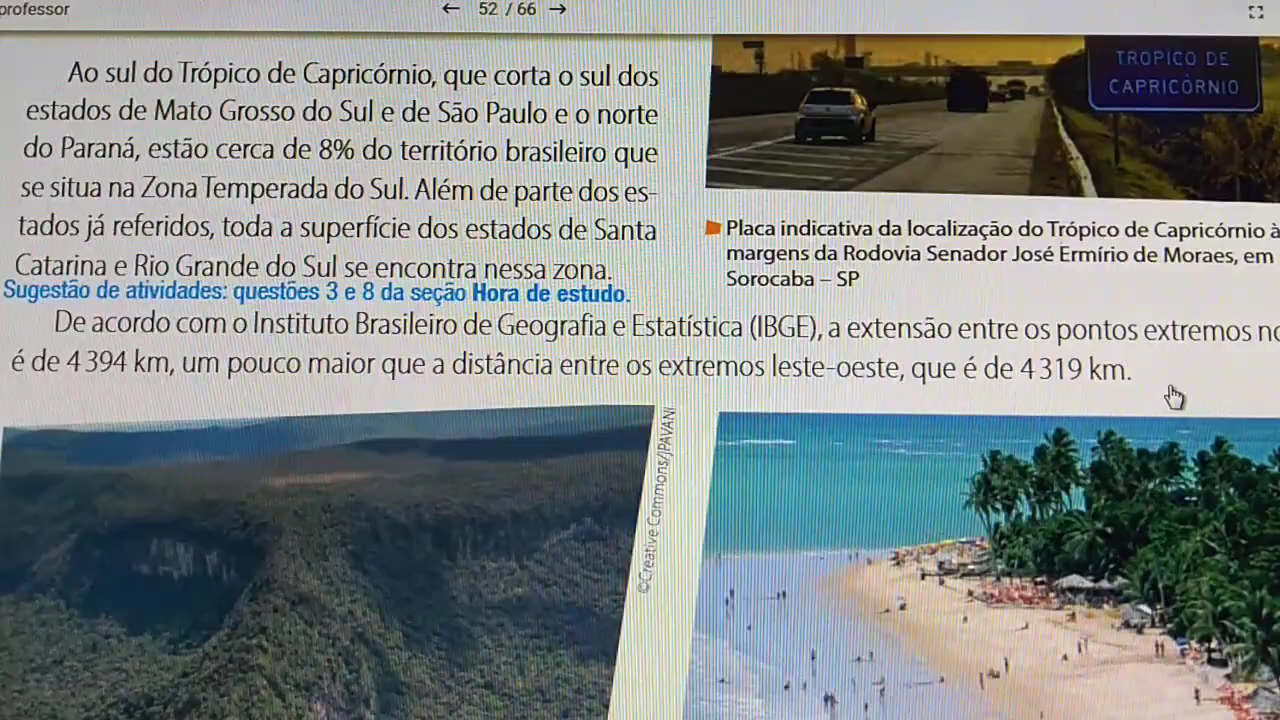 professor
← 52 / 66 →
Ao sul do Trópico de Capricórnio, que corta o sul dos
estados de Mato Grosso do Sul e de São Paulo e o norte
do Paraná, estão cerca de 8% do território brasileiro que
se situa na Zona Temperada do Sul. Além de parte dos es-
tados já referidos, toda a superfície dos estados de Santa
Catarina e Rio Grande do Sul se encontra nessa zona.
Sugestão de atividades: questões 3 e 8 da seção Hora de estudo.
TROPICO DE
CAPRICÓRNIO
Placa indicativa da localização do Trópico de Capricórnio à
margens da Rodovia Senador José Ermírio de Moraes, em
Sorocaba – SP
De acordo com o Instituto Brasileiro de Geografia e Estatística (IBGE), a extensão entre os pontos extremos no
é de 4 394 km, um pouco maior que a distância entre os extremos leste-oeste, que é de 4 319 km.
©Creative Commons/JPAVANI